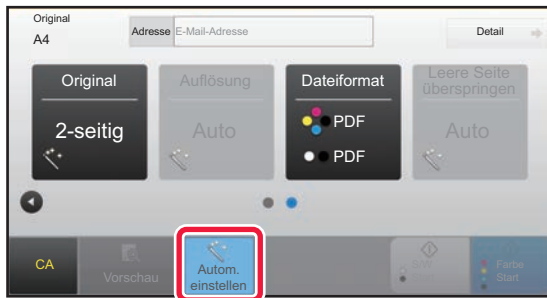 Original
A4
Adresse E-Mail-Adresse
Detail
Original
2-seitig
Auflösung
Auto
Dateiformat
PDF
PDF
Leere Seite
überspringen
Auto
CA
Vorschau
Autom.
einstellen
S/W
Start
Farbe
Start